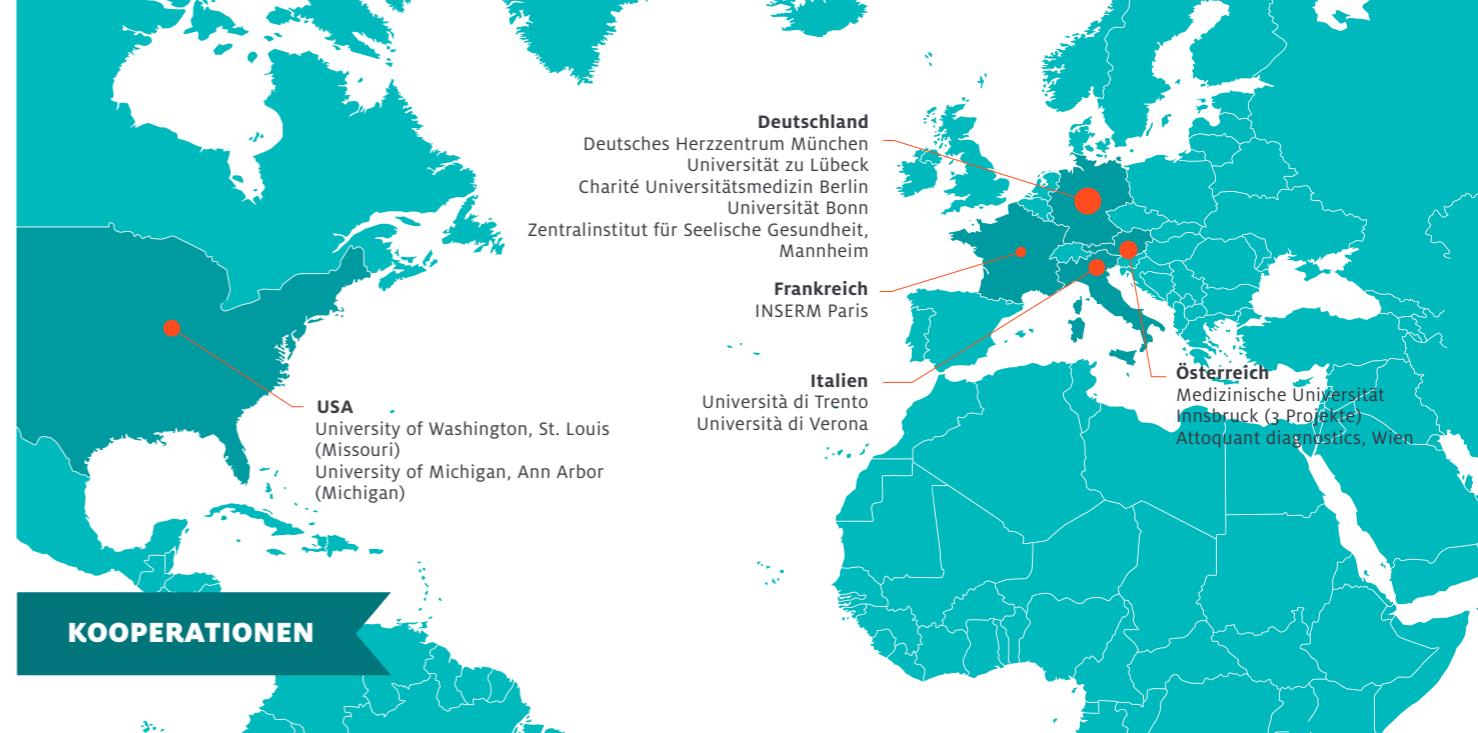 Deutschland
Deutsches Herzzentrum München
Universität zu Lübeck
Charité Universitätsmedizin Berlin
Universität Bonn
Zentralinstitut für Seelische Gesundheit,
Mannheim
Frankreich
INSERM Paris
Italien
Università di Trento
Università di Verona
Österreich
Medizinische Universität
Innsbruck (3 Projekte)
Attoquant diagnostics, Wien
USA
University of Washington, St. Louis
(Missouri)
University of Michigan, Ann Arbor
(Michigan)
KOOPERATIONEN